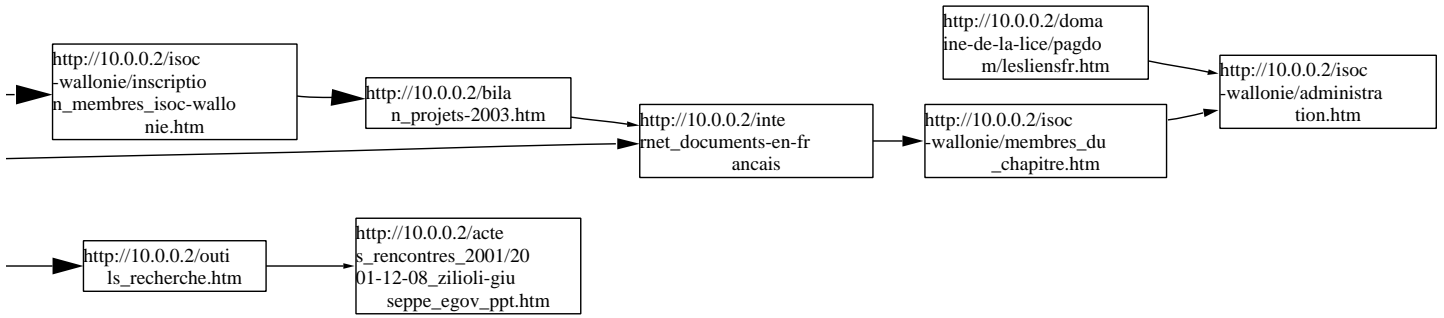 http://10.0.0.2/isoc
-wallonie/inscriptio
n_membres_isoc-wallo
nie.htm
http://10.0.0.2/bila
n_projets-2003.htm
http://10.0.0.2/inte
rnet_documents-en-fr
ancais
http://10.0.0.2/doma
ine-de-la-lice/pagdo
m/lesliensfr.htm
http://10.0.0.2/isoc
-wallonie/membres_du
_chapitre.htm
http://10.0.0.2/isoc
-wallonie/administra
tion.htm
http://10.0.0.2/outi
ls_recherche.htm
http://10.0.0.2/acte
s_rencontres_2001/20
01-12-08_zilioli-giu
seppe_egov_ppt.htm